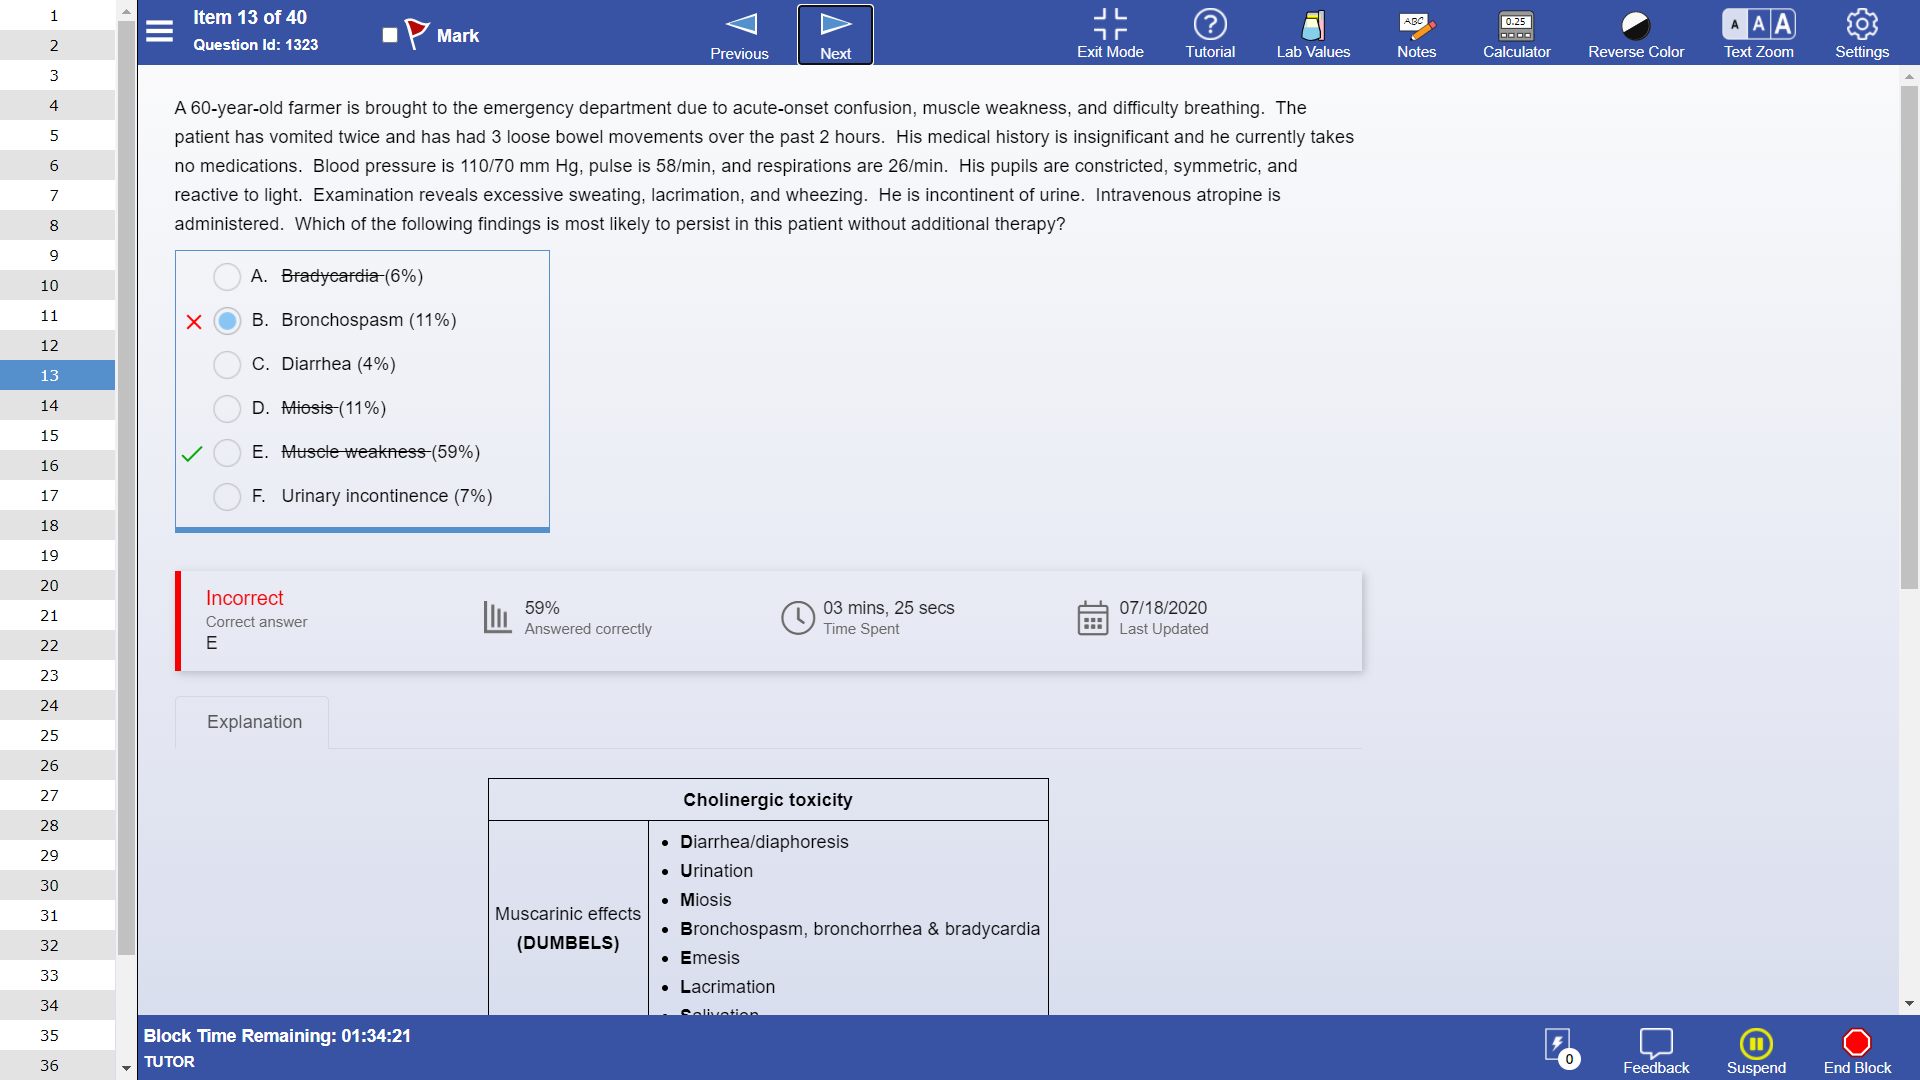 1
2
3
4
5
6
7
8
9
10
11
12
13
14
15
16
17
18
19
20
21
22
23
24
25
26
27
28
29
30
31
32
33
34
35
36
Item 13 of 40
Question Id: 1323
Mark
Previous
Next
Exit Mode
Tutorial
Lab Values
ABC
Notes
0.25
Calculator
Reverse Color
A A A
Text Zoom
Settings
A 60-year-old farmer is brought to the emergency department due to acute-onset confusion, muscle weakness, and difficulty breathing. The
patient has vomited twice and has had 3 loose bowel movements over the past 2 hours. His medical history is insignificant and he currently takes
no medications. Blood pressure is 110/70 mm Hg, pulse is 58/min, and respirations are 26/min. His pupils are constricted, symmetric, and
reactive to light. Examination reveals excessive sweating, lacrimation, and wheezing. He is incontinent of urine. Intravenous atropine is
administered. Which of the following findings is most likely to persist in this patient without additional therapy?
A. Bradycardia (6%)
B. Bronchospasm (11%)
C. Diarrhea (4%)
D. Miosis (11%)
E. Muscle weakness (59%)
F. Urinary incontinence (7%)
Incorrect
Correct answer
E
59%
Answered correctly
03 mins, 25 secs
Time Spent
07/18/2020
Last Updated
Explanation
Cholinergic toxicity
Muscarinic effects
(DUMBELS)
• Diarrhea/diaphoresis
• Urination
• Miosis
• Bronchospasm, bronchorrhea & bradycardia
• Emesis
• Lacrimation
• Salivation
Block Time Remaining: 01:34:21
TUTOR
0
Feedback
Suspend
End Block